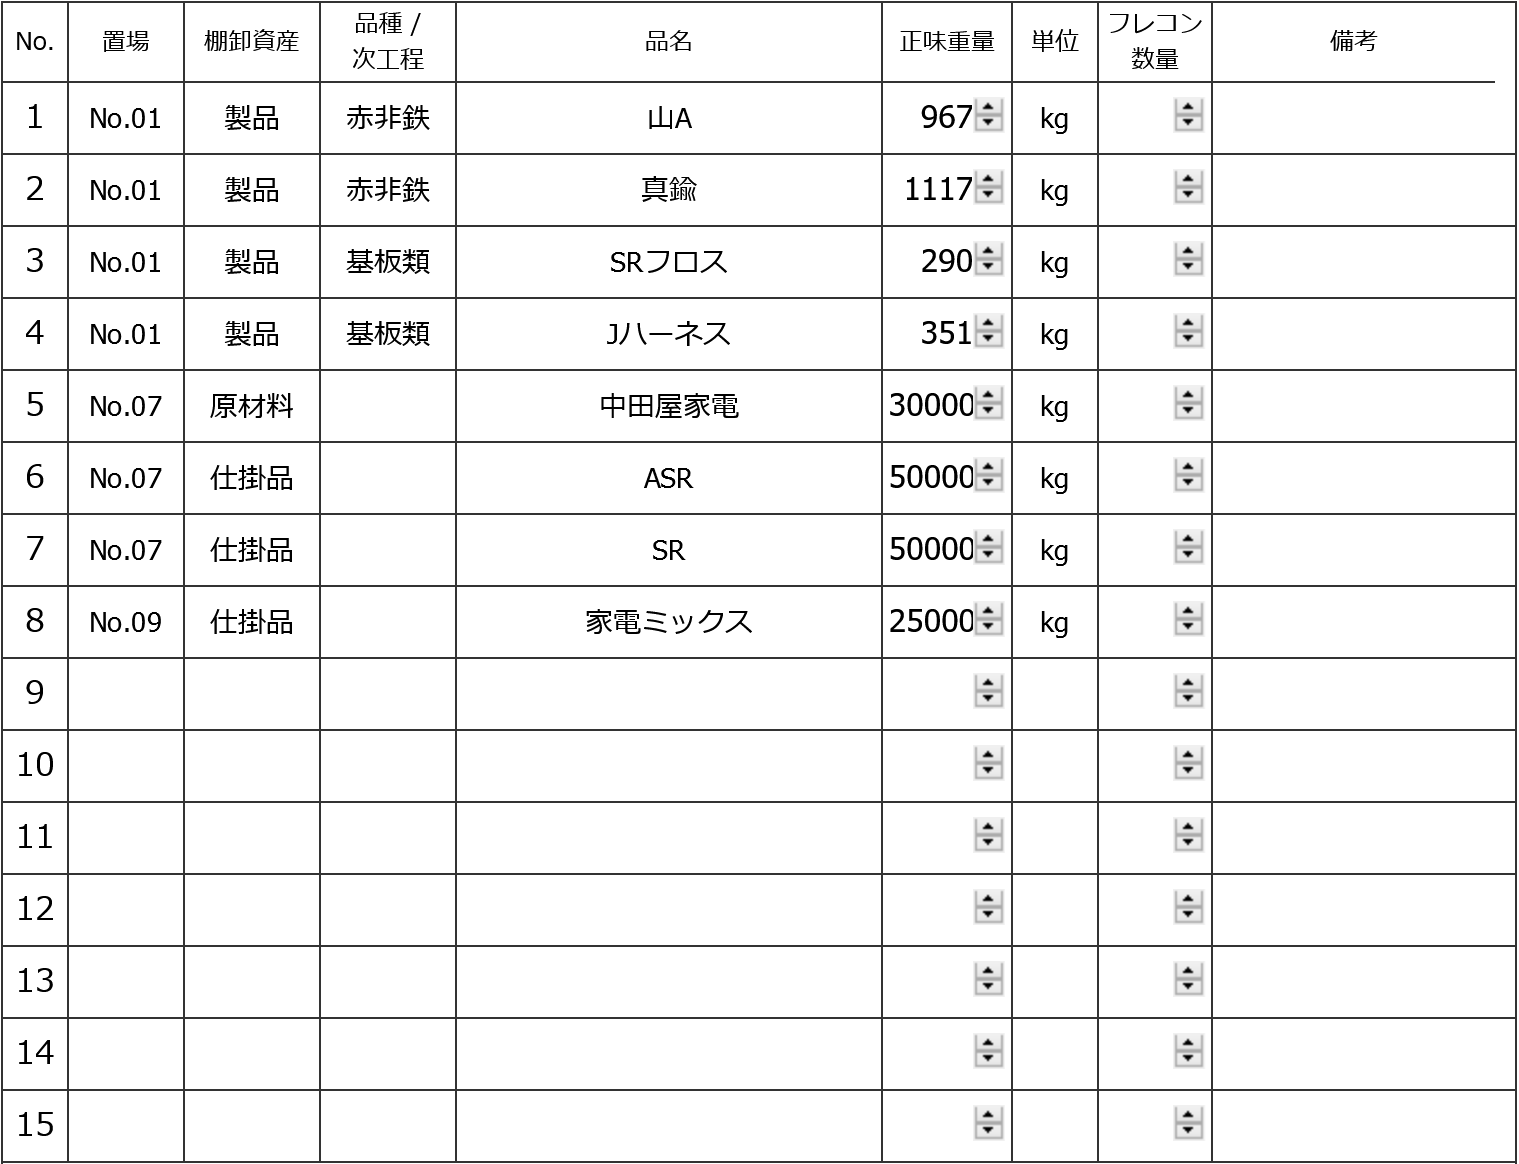 No. 置場 棚卸資産 品種 / 次工程 品名 正味重量 単位 フレコン数量 備考
1 No.01 製品 赤非鉄 山A 967 kg
2 No.01 製品 赤非鉄 真鍮 1117 kg
3 No.01 製品 基板類 SRフロス 290 kg
4 No.01 製品 基板類 Jハーネス 351 kg
5 No.07 原材料 中田屋家電 30000 kg
6 No.07 仕掛品 ASR 50000 kg
7 No.07 仕掛品 SR 50000 kg
8 No.09 仕掛品 家電ミックス 25000 kg
9
10
11
12
13
14
15